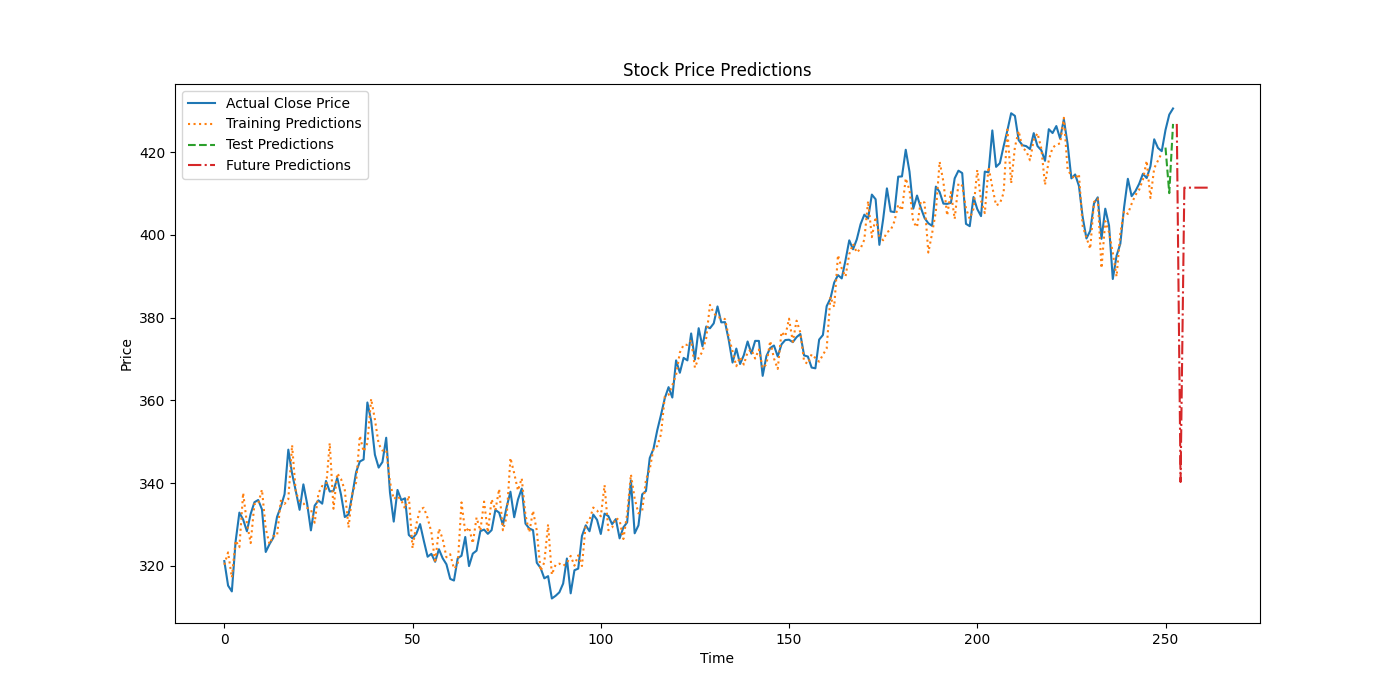 Stock Price Predictions
Actual Close Price
Training Predictions
Test Predictions
Future Predictions
420
400
380
360
340
320
Price
0 50 100 150 200 250
Time